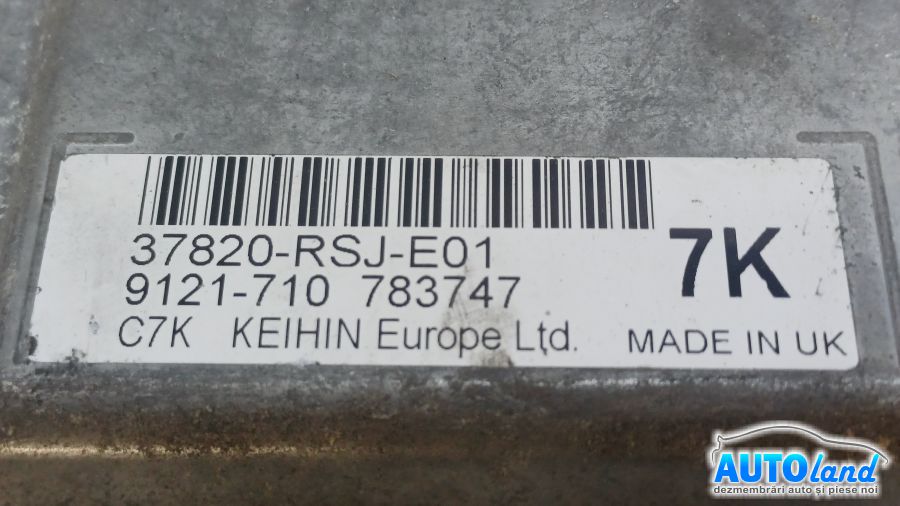 37820-RSJ-E01
7K
9121-710 783747
C7K KEIHIN Europe Ltd. MADE IN UK
AUTOland
dezmembrări auto și piese noi